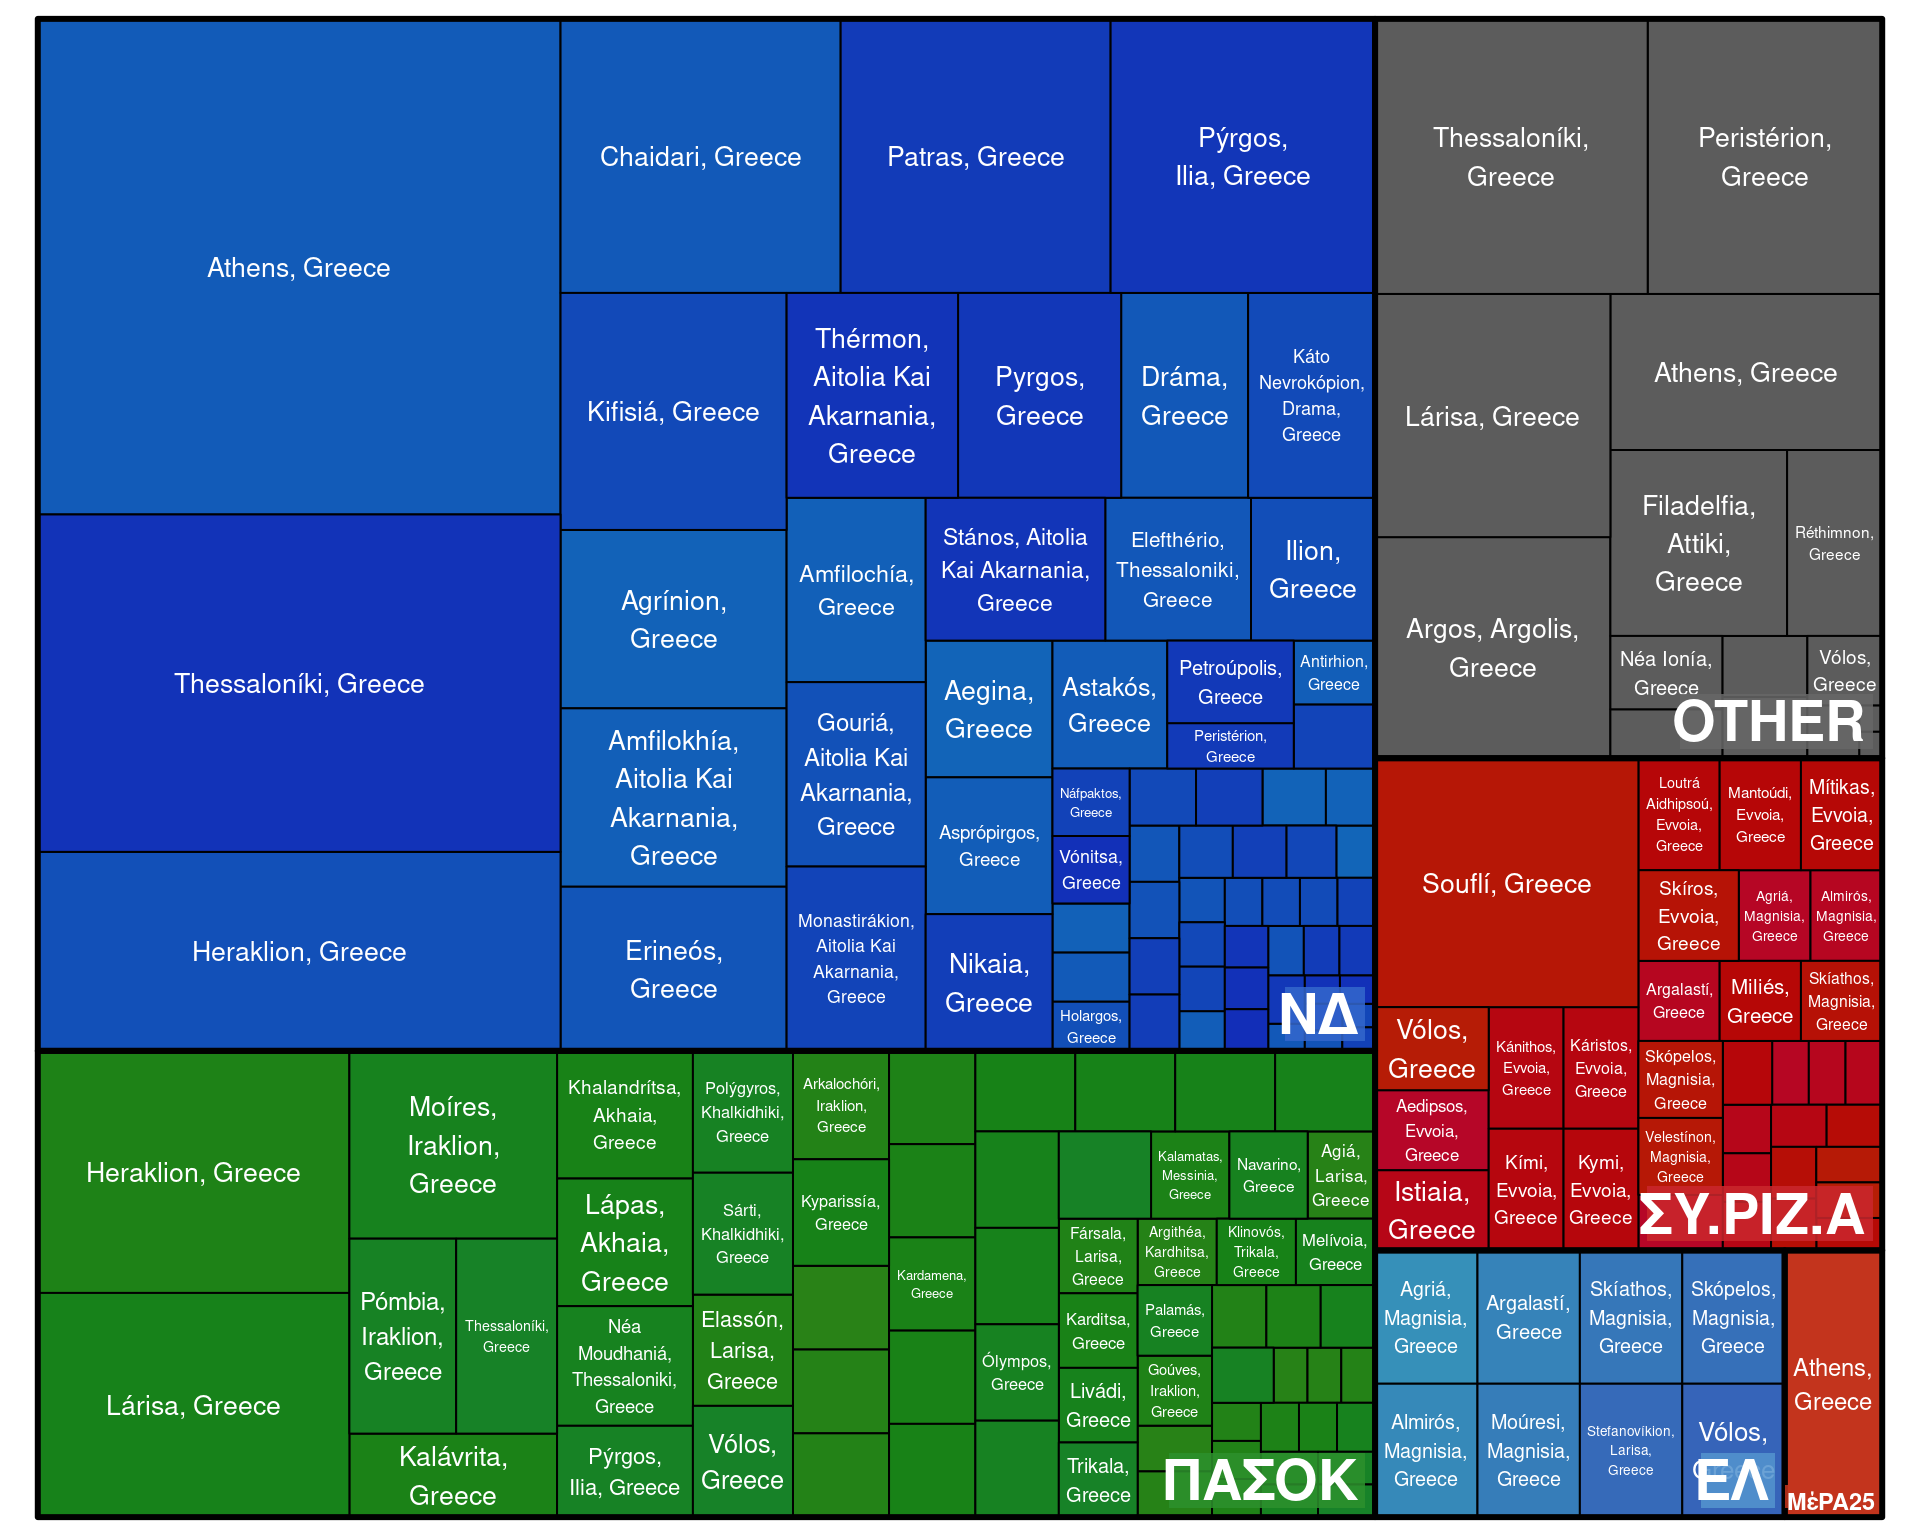 Athens, Greece
Thessaloníki, Greece
Heraklion, Greece
Chaidari, Greece
Patras, Greece
Pýrgos,
Ilia, Greece
Kifisiá, Greece
Thérmon,
Aitolia Kai
Akarnania,
Greece
Pyrgos,
Greece
Dráma,
Greece
Káto
Nevrokópion,
Drama,
Greece
Agrínion,
Greece
Amfilokhía,
Aitolia Kai
Akarnania,
Greece
Erineós,
Greece
Amfilochía,
Greece
Gouriá,
Aitolia Kai
Akarnania,
Greece
Monastirákion,
Aitolia Kai
Akarnania,
Greece
Stános, Aitolia
Kai Akarnania,
Greece
Elefthério,
Thessaloniki,
Greece
Ilion,
Greece
Aegina,
Greece
Asprópirgos,
Greece
Nikaia,
Greece
Astakós,
Greece
Petroúpolis,
Greece
Antirhion,
Greece
Peristérion,
Greece
Náfpaktos,
Greece
Vónitsa,
Greece
Holargos,
Greece
ΝΔ
Thessaloníki,
Greece
Peristérion,
Greece
Lárisa, Greece
Argos, Argolis,
Greece
Athens, Greece
Filadelfia,
Attiki,
Greece
Réthimnon,
Greece
Néa Ionía,
Greece
Vólos,
Greece
OTHER
Souflí, Greece
Loutrá
Aidhipsoú,
Evvoia,
Greece
Mantoúdi,
Evvoia,
Greece
Mítikas,
Evvoia,
Greece
Skíros,
Evvoia,
Greece
Agriá,
Magnisia,
Greece
Almirós,
Magnisia,
Greece
Argalastí,
Greece
Miliés,
Greece
Skíathos,
Magnisia,
Greece
Vólos,
Greece
Aedipsos,
Evvoia,
Greece
Istiaia,
Greece
Kánithos,
Evvoia,
Greece
Káristos,
Evvoia,
Greece
Kími,
Evvoia,
Greece
Kymi,
Evvoia,
Greece
Skópelos,
Magnisia,
Greece
Velestínon,
Magnisia,
Greece
ΣΥ.ΡΙΖ.Α
Heraklion, Greece
Lárisa, Greece
Moíres,
Iraklion,
Greece
Pómbia,
Iraklion,
Greece
Thessaloníki,
Greece
Kalávrita,
Greece
Khalandrítsa,
Akhaia,
Greece
Lápas,
Akhaia,
Greece
Néa
Moudhaniá,
Thessaloniki,
Greece
Pýrgos,
Ilia, Greece
Polýgyros,
Khalkidhiki,
Greece
Sárti,
Khalkidhiki,
Greece
Elassón,
Larisa,
Greece
Vólos,
Greece
Arkalochóri,
Iraklion,
Greece
Kyparissía,
Greece
Kardamena,
Greece
Ólympos,
Greece
Kalamatas,
Messinia,
Greece
Navarino,
Greece
Agiá,
Larisa,
Greece
Fársala,
Larisa,
Greece
Argithéa,
Kardhitsa,
Greece
Klinovós,
Trikala,
Greece
Melívoia,
Greece
Karditsa,
Greece
Palamás,
Greece
Livádi,
Greece
Goúves,
Iraklion,
Greece
Trikala,
Greece
ΠΑΣΟΚ
Agriá,
Magnisia,
Greece
Argalastí,
Greece
Skíathos,
Magnisia,
Greece
Skópelos,
Magnisia,
Greece
Almirós,
Magnisia,
Greece
Moúresi,
Magnisia,
Greece
Stefanovíkion,
Larisa,
Greece
Vólos,
Greece
ΕΛ
Athens,
Greece
ΜέΡΑ25